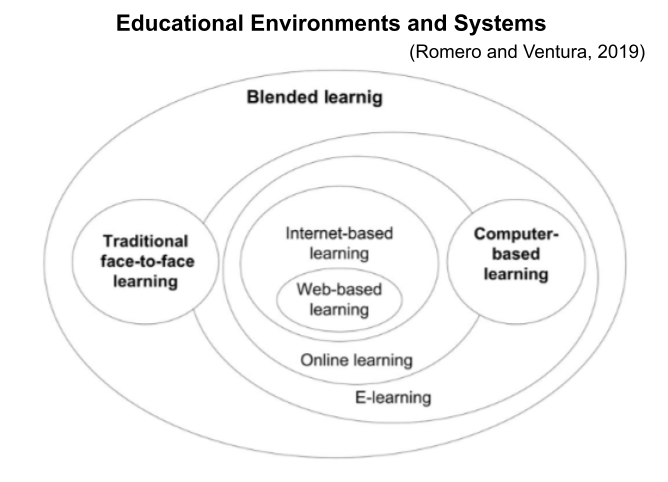 Educational Environments and Systems
(Romero and Ventura, 2019)
Blended learnig
Traditional
face-to-face
learning
Internet-based
learning
Web-based
learning
Computer-
based
learning
Online learning
E-learning